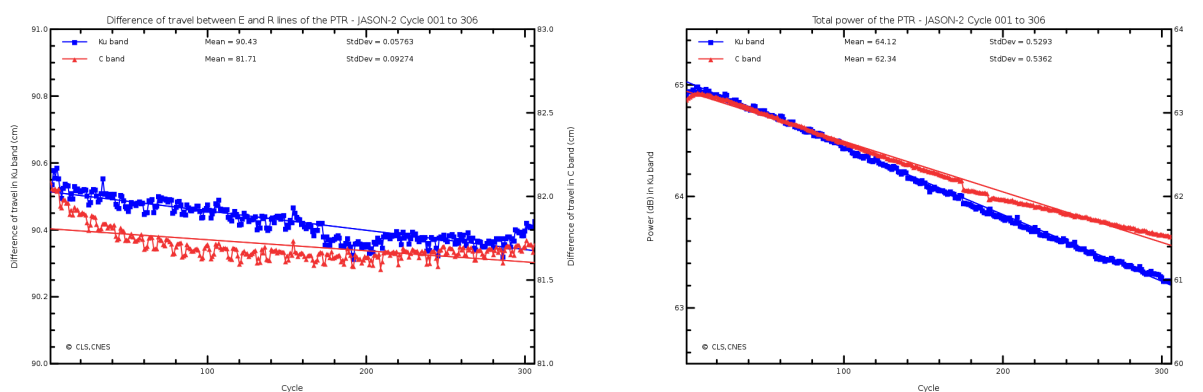 Difference of travel between E and R lines of the PTR - JASON-2 Cycle 001 to 306
91.0
83.0
Ku band Mean = 90.43 StdDev = 0.05763
C band Mean = 81.71 StdDev = 0.09274
90.8
82.5
90.6
82.0
90.4
81.5
90.2
90.0
81.0
Difference of travel in Ku band (cm)
Difference of travel in C band (cm)
© CLS,CNES
100 200 300
Cycle
Total power of the PTR - JASON-2 Cycle 001 to 306
64
Ku band Mean = 64.12 StdDev = 0.5293
C band Mean = 62.34 StdDev = 0.5362
65
63
64
62
63
61
60
Power (dB) in Ku band
© CLS,CNES
100 200 300
Cycle